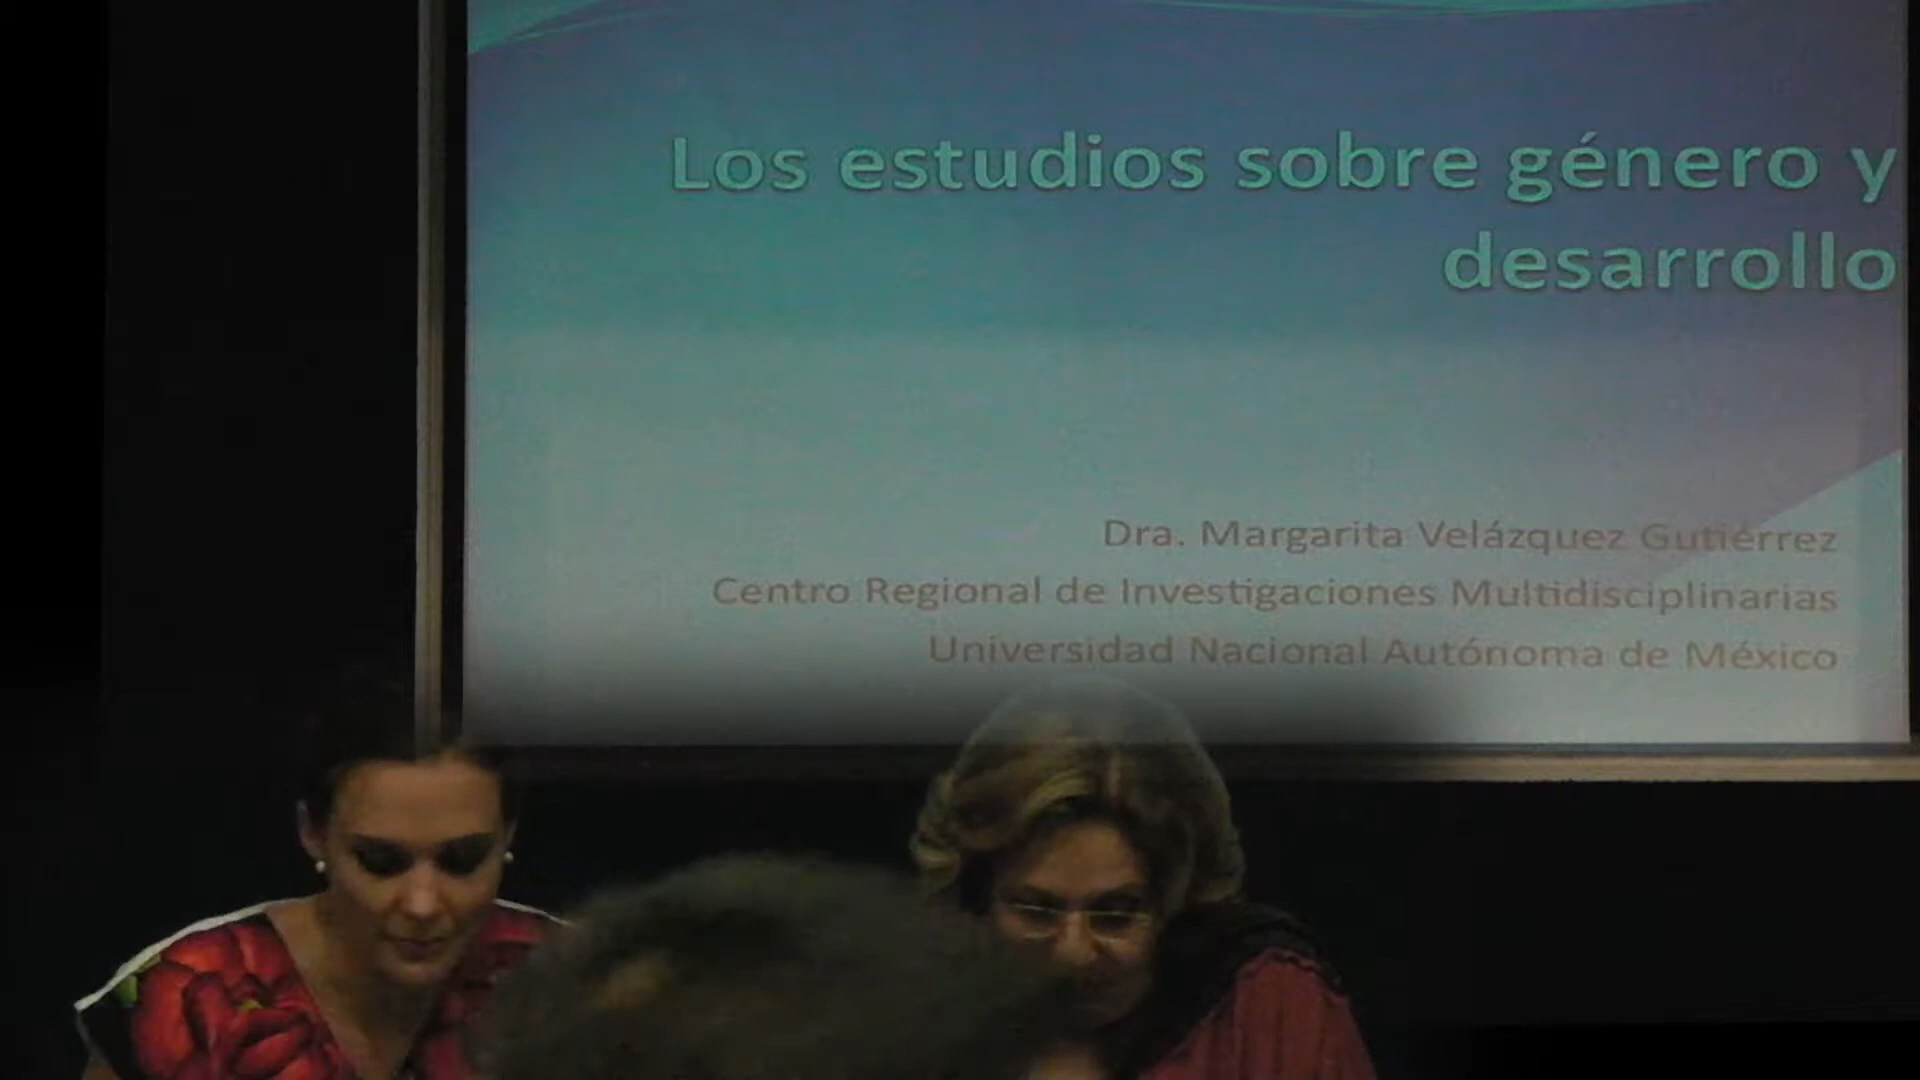 Los estudios sobre género y
desarrollo
Dra. Margarita Velázquez Gutiérrez
Centro Regional de Investigaciones Multidisciplinarias
Universidad Nacional Autónoma de México